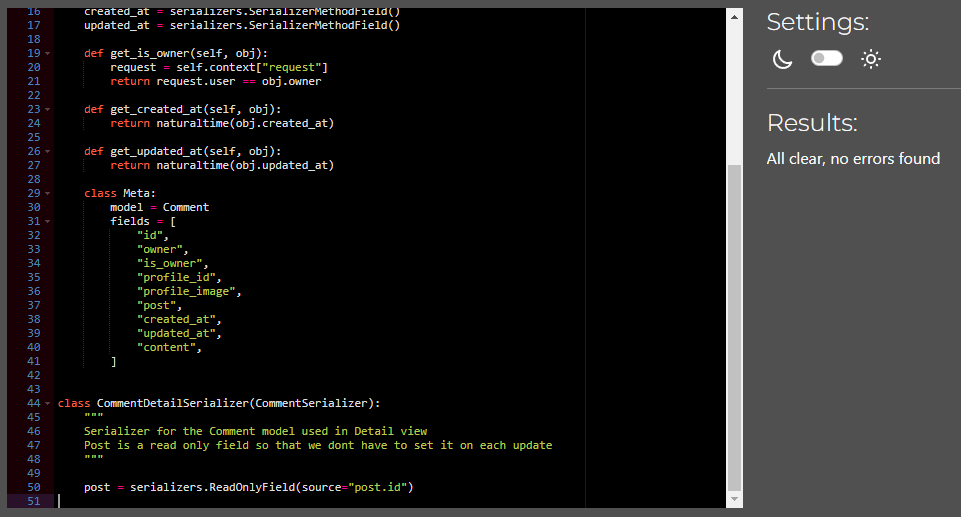 16 created_at = serializers.SerializerMethodField()
17 updated_at = serializers.SerializerMethodField()
18
19 def get_is_owner(self, obj):
20 request = self.context["request"]
21 return request.user == obj.owner
22
23 def get_created_at(self, obj):
24 return naturaltime(obj.created_at)
25
26 def get_updated_at(self, obj):
27 return naturaltime(obj.updated_at)
28
29 class Meta:
30 model = Comment
31 fields = [
32 "id",
33 "owner",
34 "is_owner",
35 "profile_id",
36 "profile_image",
37 "post",
38 "created_at",
39 "updated_at",
40 "content",
41 ]
42
43
44 class CommentDetailSerializer(CommentSerializer):
45 """
46 Serializer for the Comment model used in Detail view
47 Post is a read only field so that we dont have to set it on each update
48 """
49
50 post = serializers.ReadOnlyField(source="post.id")
51
Settings:
Results:
All clear, no errors found